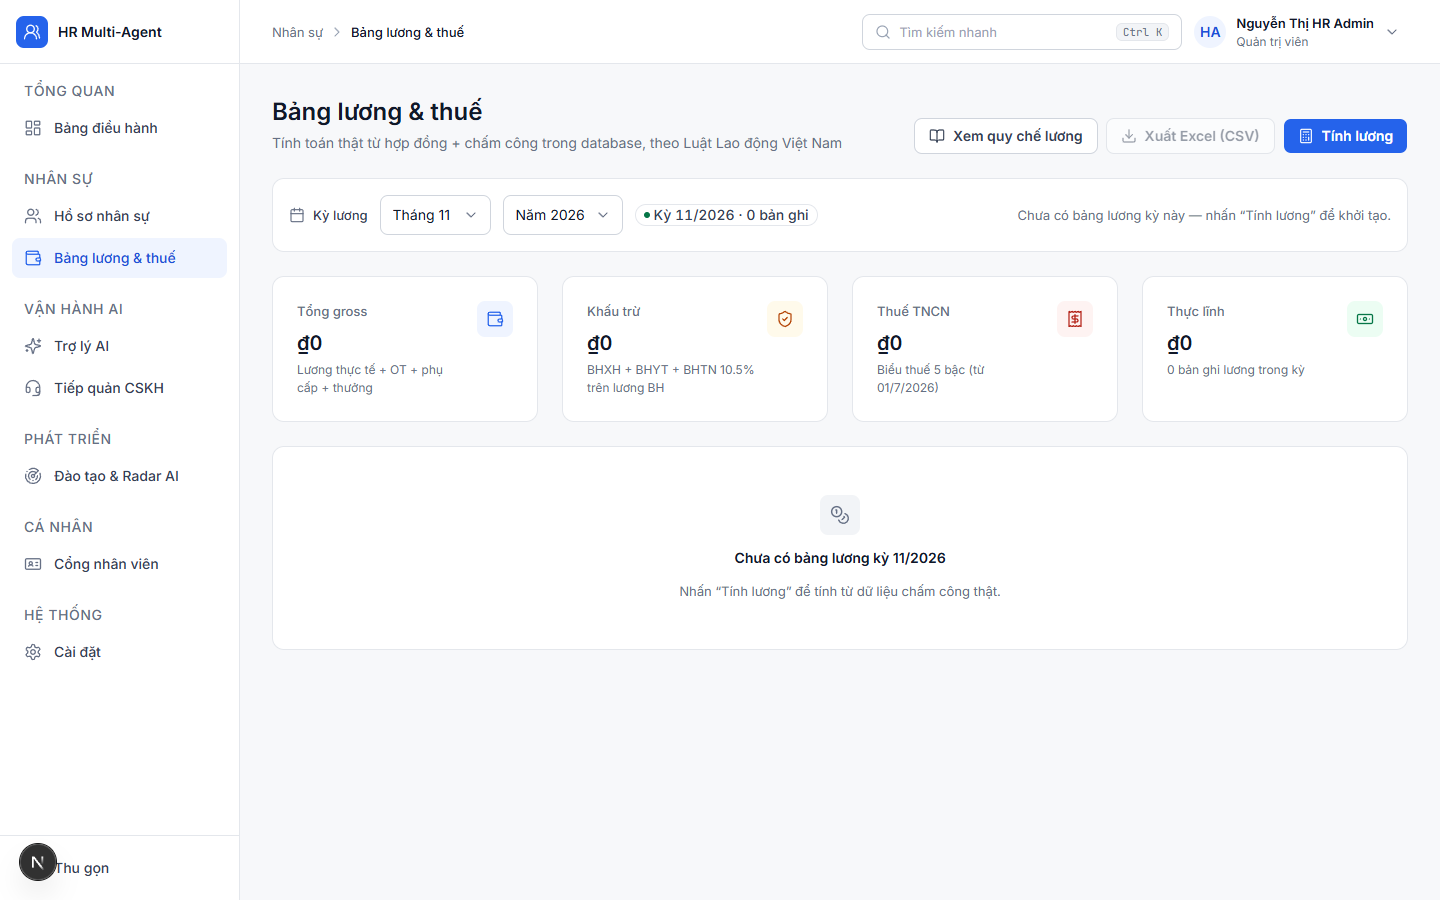 HR Multi-Agent
Nhân sự > Bảng lương & thuế
Tìm kiếm nhanh
Ctrl K
HA
Nguyễn Thị HR Admin
Quản trị viên
TỔNG QUAN
Bảng điều hành
NHÂN SỰ
Hồ sơ nhân sự
Bảng lương & thuế
VẬN HÀNH AI
Trợ lý AI
Tiếp quản CSKH
PHÁT TRIỂN
Đào tạo & Radar AI
CÁ NHÂN
Cổng nhân viên
HỆ THỐNG
Cài đặt
N
Thu gọn
Bảng lương & thuế
Tính toán thật từ hợp đồng + chấm công trong database, theo Luật Lao động Việt Nam
Xem quy chế lương
Xuất Excel (CSV)
Tính lương
Kỳ lương
Tháng 11
Năm 2026
Kỳ 11/2026 · 0 bản ghi
Chưa có bảng lương kỳ này — nhấn “Tính lương” để khởi tạo.
Tổng gross
₫0
Lương thực tế + OT + phụ
cấp + thưởng
Khấu trừ
₫0
BHXH + BHYT + BHTN 10.5%
trên lương BH
Thuế TNCN
₫0
Biểu thuế 5 bậc (từ
01/7/2026)
Thực lĩnh
₫0
0 bản ghi lương trong kỳ
Chưa có bảng lương kỳ 11/2026
Nhấn “Tính lương” để tính từ dữ liệu chấm công thật.